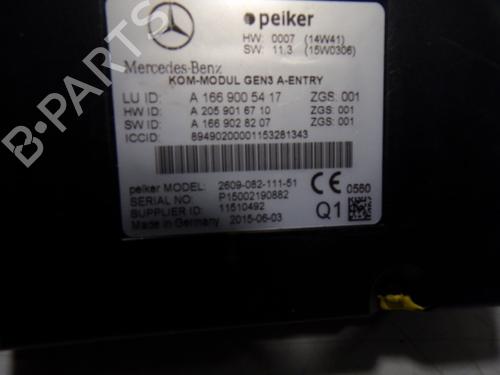 peiker
HW: 0007 (14W41)
SW: 11.3 (15W0306)
Mercedes-Benz
KOM-MODUL GEN3 A-ENTRY
LU ID: A 166 900 54 17 ZGS: 001
HW ID: A 205 901 67 10 ZGS: 001
SW ID: A 166 902 82 07 ZGS: 001
ICCID: 89490200001153281343
peiker MODEL: 2609-082-111-51
SERIAL NO: P15002190882
SUPPLIER ID: 11510492
Made in Germany 2015-06-03
CE 0560
Q1
B-PARTS